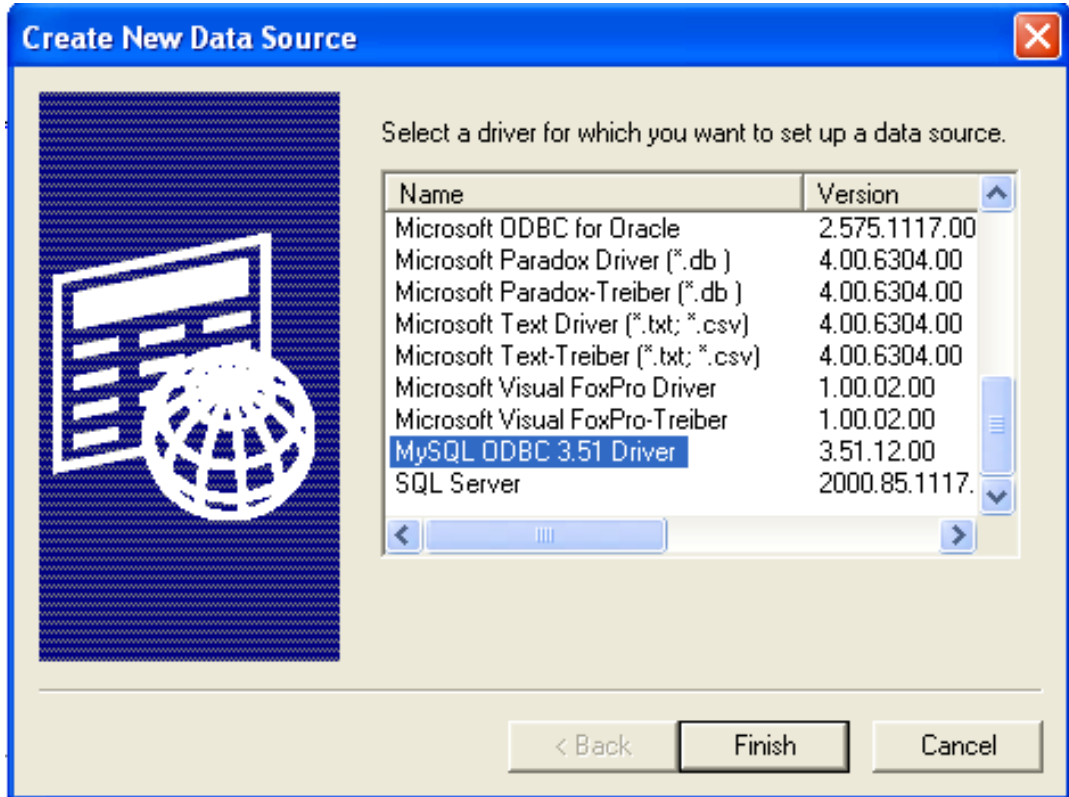 Create New Data Source
Select a driver for which you want to set up a data source.
Name Version
Microsoft ODBC for Oracle 2.575.1117.00
Microsoft Paradox Driver (*.db ) 4.00.6304.00
Microsoft Paradox-Treiber (*.db ) 4.00.6304.00
Microsoft Text Driver (*.txt; *.csv) 4.00.6304.00
Microsoft Text-Treiber (*.txt; *.csv) 4.00.6304.00
Microsoft Visual FoxPro Driver 1.00.02.00
Microsoft Visual FoxPro-Treiber 1.00.02.00
MySQL ODBC 3.51 Driver 3.51.12.00
SQL Server 2000.85.1117.
< Back Finish Cancel